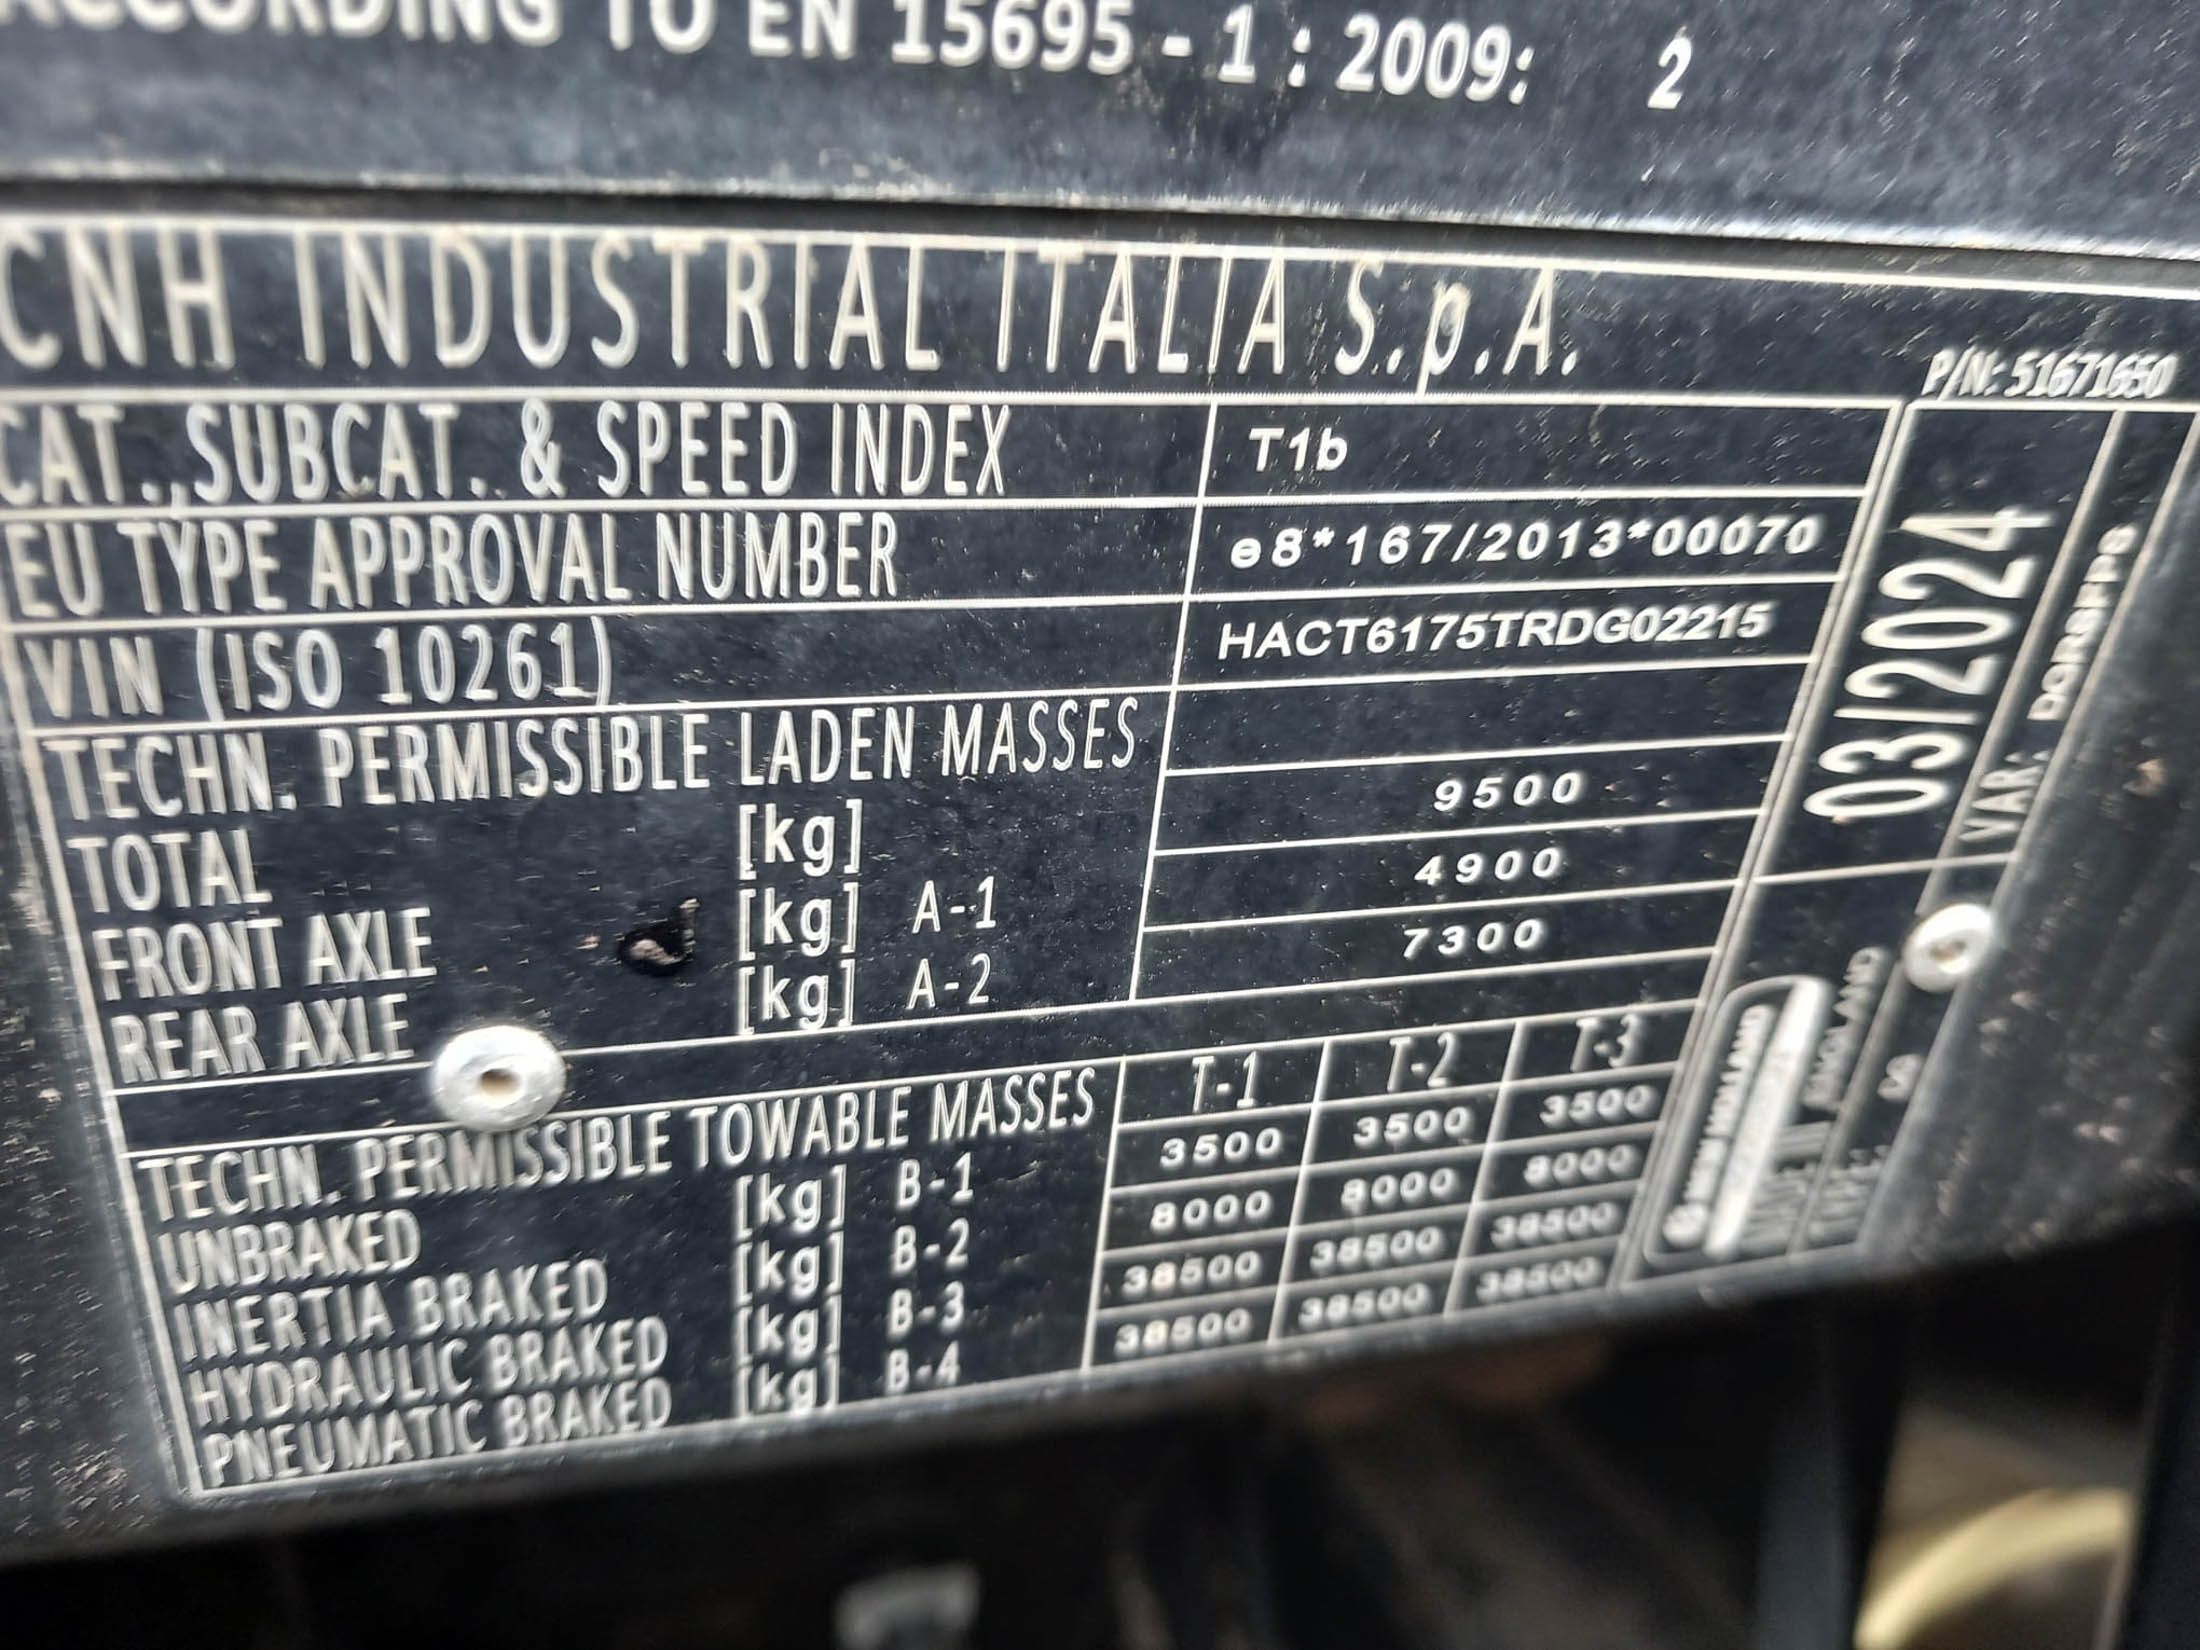 ACCORDING TO EN 15695 - 1 : 2009: 2
CNH INDUSTRIAL ITALIA S.p.A.
P/N: 51671650
CAT., SUBCAT. & SPEED INDEX T1b
EU TYPE APPROVAL NUMBER e8*167/2013*00070
VIN (ISO 10261) HACT6175TRDG02215
TECHN. PERMISSIBLE LADEN MASSES
TOTAL [kg] 9500
FRONT AXLE [kg] A-1 4900
REAR AXLE [kg] A-2 7300
TECHN. PERMISSIBLE TOWABLE MASSES T-1 T-2 T-3
UNBRAKED [kg] B-1 3500 3500 3500
INERTIA BRAKED [kg] B-2 8000 8000 8000
HYDRAULIC BRAKED [kg] B-3 38500 38500 38500
PNEUMATIC BRAKED [kg] B-4 38500 38500 38500
03/2024
VAR:
NEW HOLLAND
ENGLAND
TYPE: